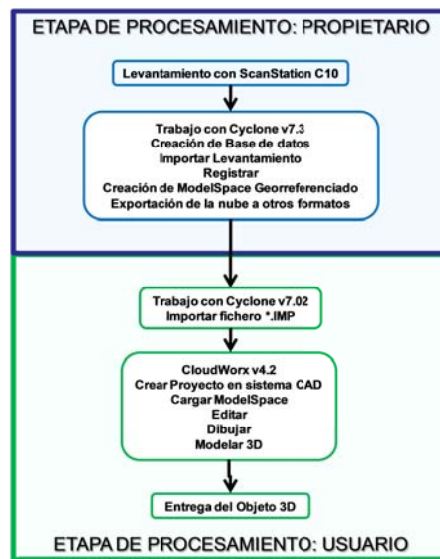 ETAPA DE PROCESAMIENTO: PROPIETARIO
Levantamiento con ScanStation C10
Trabajo con Cyclone v7.3
Creación de Base de datos
Importar Levantamiento
Registrar
Creación de ModelSpace Georreferenciado
Exportación de la nube a otros formatos
Trabajo con Cyclone v7.02
Importar fichero *.IMP
CloudWorx v4.2
Crear Proyecto en sistema CAD
Cargar ModelSpace
Editar
Dibujar
Modelar 3D
Entrega del Objeto 3D
ETAPA DE PROCESAMIENTO: USUARIO